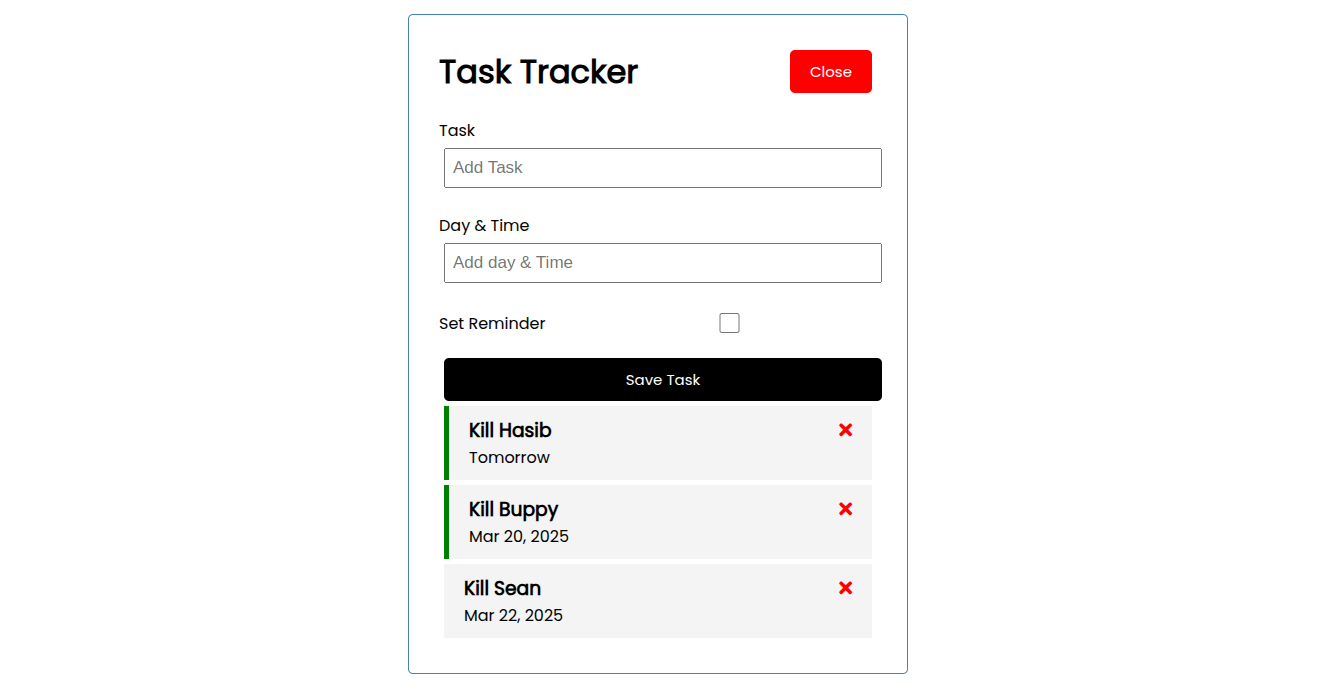 Task Tracker
Close
Task
Add Task
Day & Time
Add day & Time
Set Reminder
Save Task
Kill Hasib
Tomorrow
Kill Buppy
Mar 20, 2025
Kill Sean
Mar 22, 2025